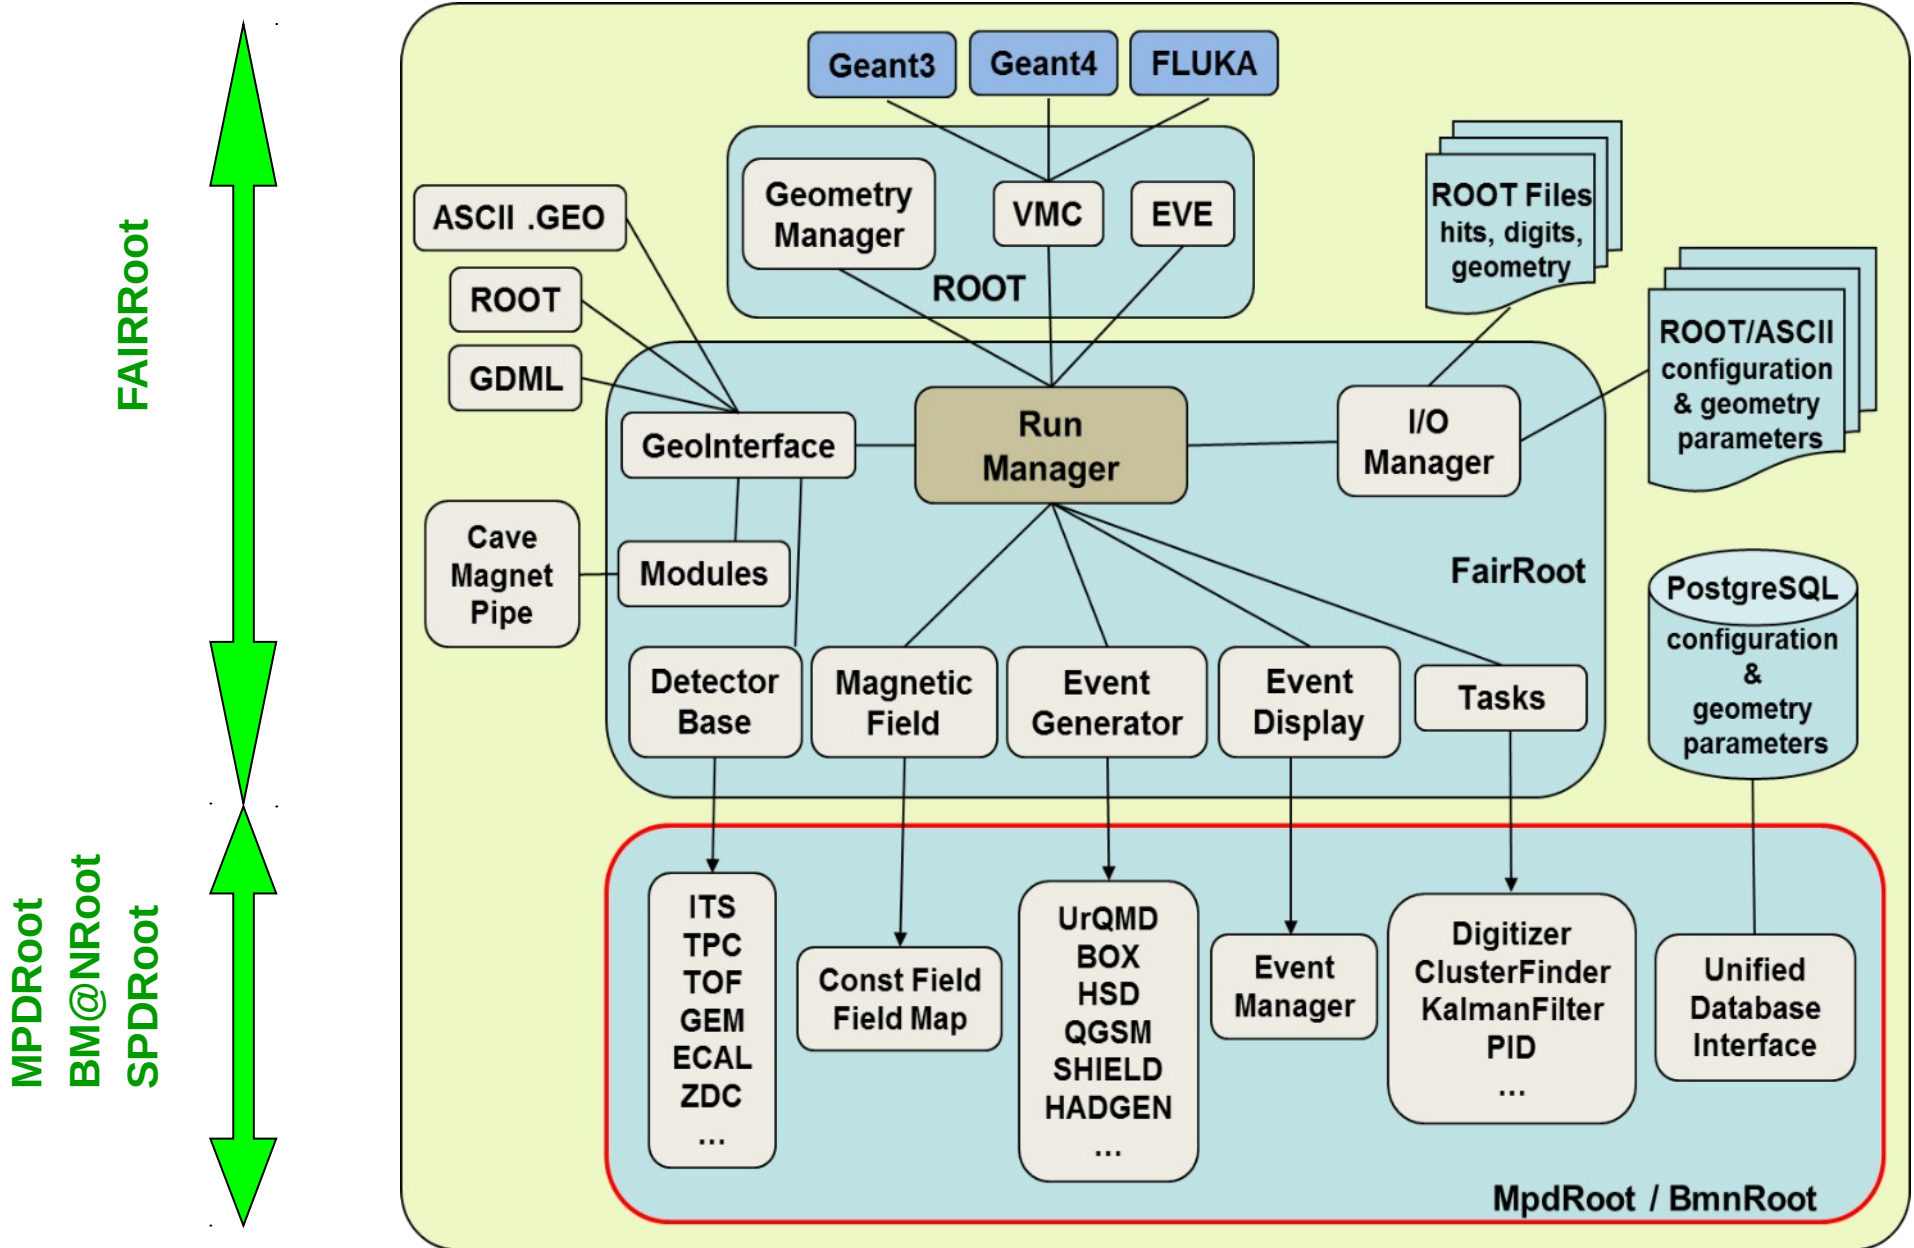 FAIRRoot
MPDRoot
BM@NRoot
SPDRoot
Geant3
Geant4
FLUKA
Geometry
Manager
VMC
EVE
ROOT
ASCII .GEO
ROOT
GDML
ROOT Files
hits, digits,
geometry
ROOT/ASCII
configuration
& geometry
parameters
GeoInterface
Run
Manager
I/O
Manager
Cave
Magnet
Pipe
Modules
FairRoot
PostgreSQL
configuration
&
geometry
parameters
Detector
Base
Magnetic
Field
Event
Generator
Event
Display
Tasks
ITS
TPC
TOF
GEM
ECAL
ZDC
...
Const Field
Field Map
UrQMD
BOX
HSD
QGSM
SHIELD
HADGEN
...
Event
Manager
Digitizer
ClusterFinder
KalmanFilter
PID
...
Unified
Database
Interface
MpdRoot / BmnRoot